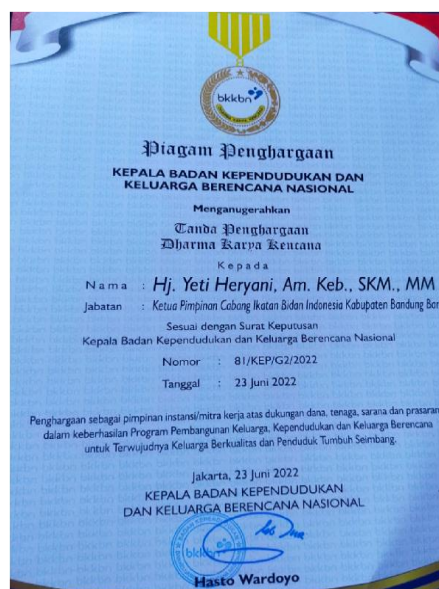 bkkbn
Piagam Penghargaan
KEPALA BADAN KEPENDUDUKAN DAN
KELUARGA BERENCANA NASIONAL
Menganugerahkan
Tanda Penghargaan
Dharma Karya Kencana
Kepada
Nama : Hj. Yeti Heryani, Am. Keb., SKM., MM
Jabatan : Ketua Pimpinan Cabang Ikatan Bidan Indonesia Kabupaten Bandung Bar
Sesuai dengan Surat Keputusan
Kepala Badan Kependudukan dan Keluarga Berencana Nasional
Nomor : 81/KEP/G2/2022
Tanggal : 23 Juni 2022
Penghargaan sebagai pimpinan instansi/mitra kerja atas dukungan dana, tenaga, sarana dan prasaran
dalam keberhasilan Program Pembangunan Keluarga, Kependudukan dan Keluarga Berencana
untuk Terwujudnya Keluarga Berkualitas dan Penduduk Tumbuh Seimbang.
Jakarta, 23 Juni 2022
KEPALA BADAN KEPENDUDUKAN
DAN KELUARGA BERENCANA NASIONAL
bkkbn
Hasto Wardoyo